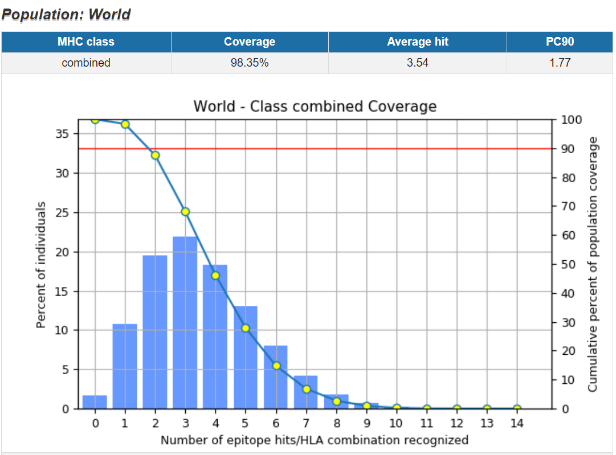 Population: World
MHC class Coverage Average hit PC90
combined 98.35% 3.54 1.77
World - Class combined Coverage
35
30
25
20
15
10
5
0
Percent of individuals
100
90
80
70
60
50
40
30
20
10
0
Cumulative percent of population coverage
0 1 2 3 4 5 6 7 8 9 10 11 12 13 14
Number of epitope hits/HLA combination recognized